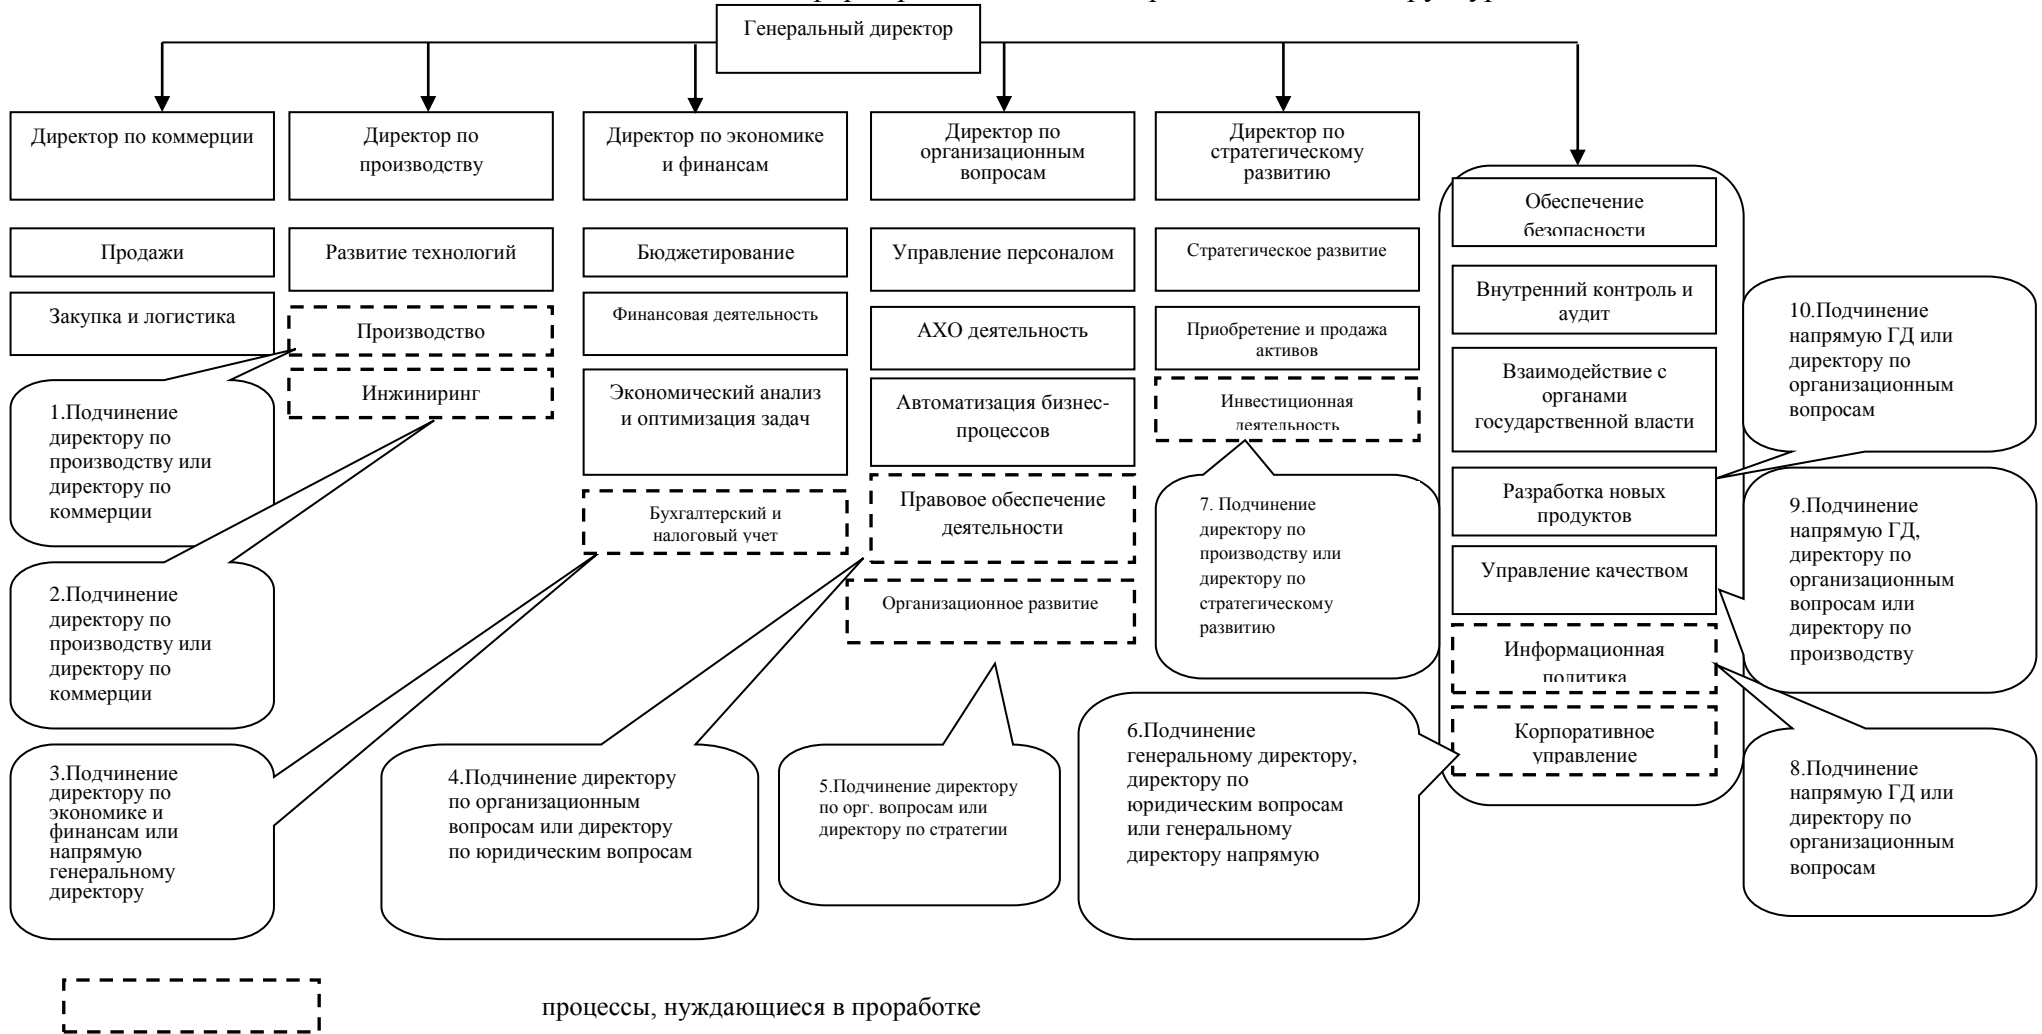 Генеральный директор
Директор по коммерции
Директор по
производству
Директор по экономике
и финансам
Директор по
организационным
вопросам
Директор по
стратегическому
развитию
Продажи
Закупка и логистика
Развитие технологий
Производство
Инжиниринг
Бюджетирование
Финансовая деятельность
Экономический анализ
и оптимизация задач
Бухгалтерский и
налоговый учет
Управление персоналом
АХО деятельность
Автоматизация бизнес-
процессов
Правовое обеспечение
деятельности
Организационное развитие
Стратегическое развитие
Приобретение и продажа
активов
Инвестиционная
деятельность
Обеспечение
безопасности
Внутренний контроль и
аудит
Взаимодействие с
органами
государственной власти
Разработка новых
продуктов
Управление качеством
Информационная
политика
Корпоративное
управление
1.Подчинение
директору по
производству или
директору по
коммерции
2.Подчинение
директору по
производству или
директору по
коммерции
3.Подчинение
директору по
экономике и
финансам или
напрямую
генеральному
директору
4.Подчинение директору
по организационным
вопросам или директору
по юридическим вопросам
5.Подчинение директору
по орг. вопросам или
директору по стратегии
6.Подчинение
генеральному директору,
директору по
юридическим вопросам
или генеральному
директору напрямую
7. Подчинение
директору по
производству или
директору по
стратегическому
развитию
10.Подчинение
напрямую ГД или
директору по
организационным
вопросам
9.Подчинение
напрямую ГД,
директору по
организационным
вопросам или
директору по
производству
8.Подчинение
напрямую ГД или
директору по
организационным
вопросам
процессы, нуждающиеся в проработке